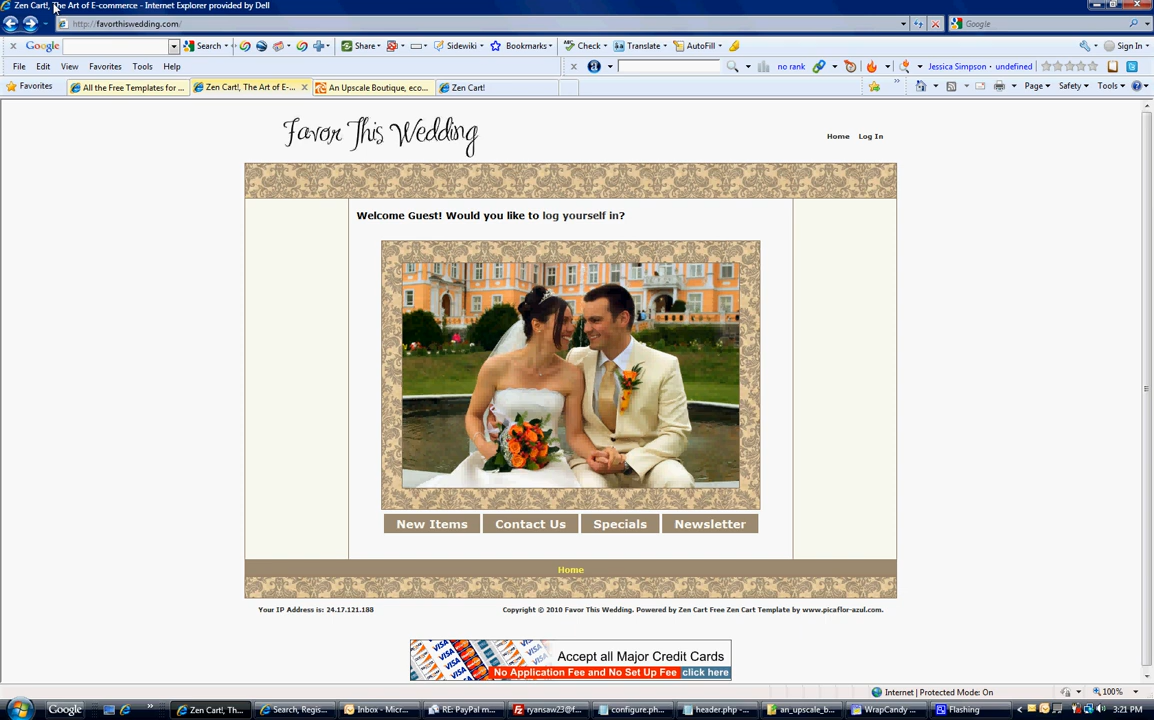 Zen Cart!, The Art of E-commerce - Internet Explorer provided by Dell
http://favorthiswedding.com/
Google
Google Search Share Sidewiki Bookmarks Check Translate AutoFill Sign In
File Edit View Favorites Tools Help
no rank Jessica Simpson - undefined
Favorites All the Free Templates for ... Zen Cart!, The Art of E-... An Upscale Boutique, eco... Zen Cart!
Page Safety Tools
Favor This Wedding
Home Log In
Welcome Guest! Would you like to log yourself in?
New Items Contact Us Specials Newsletter
Home
Your IP Address is: 24.17.121.188
Copyright © 2010 Favor This Wedding. Powered by Zen Cart Free Zen Cart Template by www.picaflor-azul.com.
VISA
Accept all Major Credit Cards
No Application Fee and No Set Up Fee click here
Internet | Protected Mode: On 100%
Google Zen Cart!, Th... Search, Regis... Inbox - Micr... RE: PayPal m... ryansaw23@f... configure.ph... header.php -... an_upscale_b... WrapCandy ... Flashing 3:21 PM